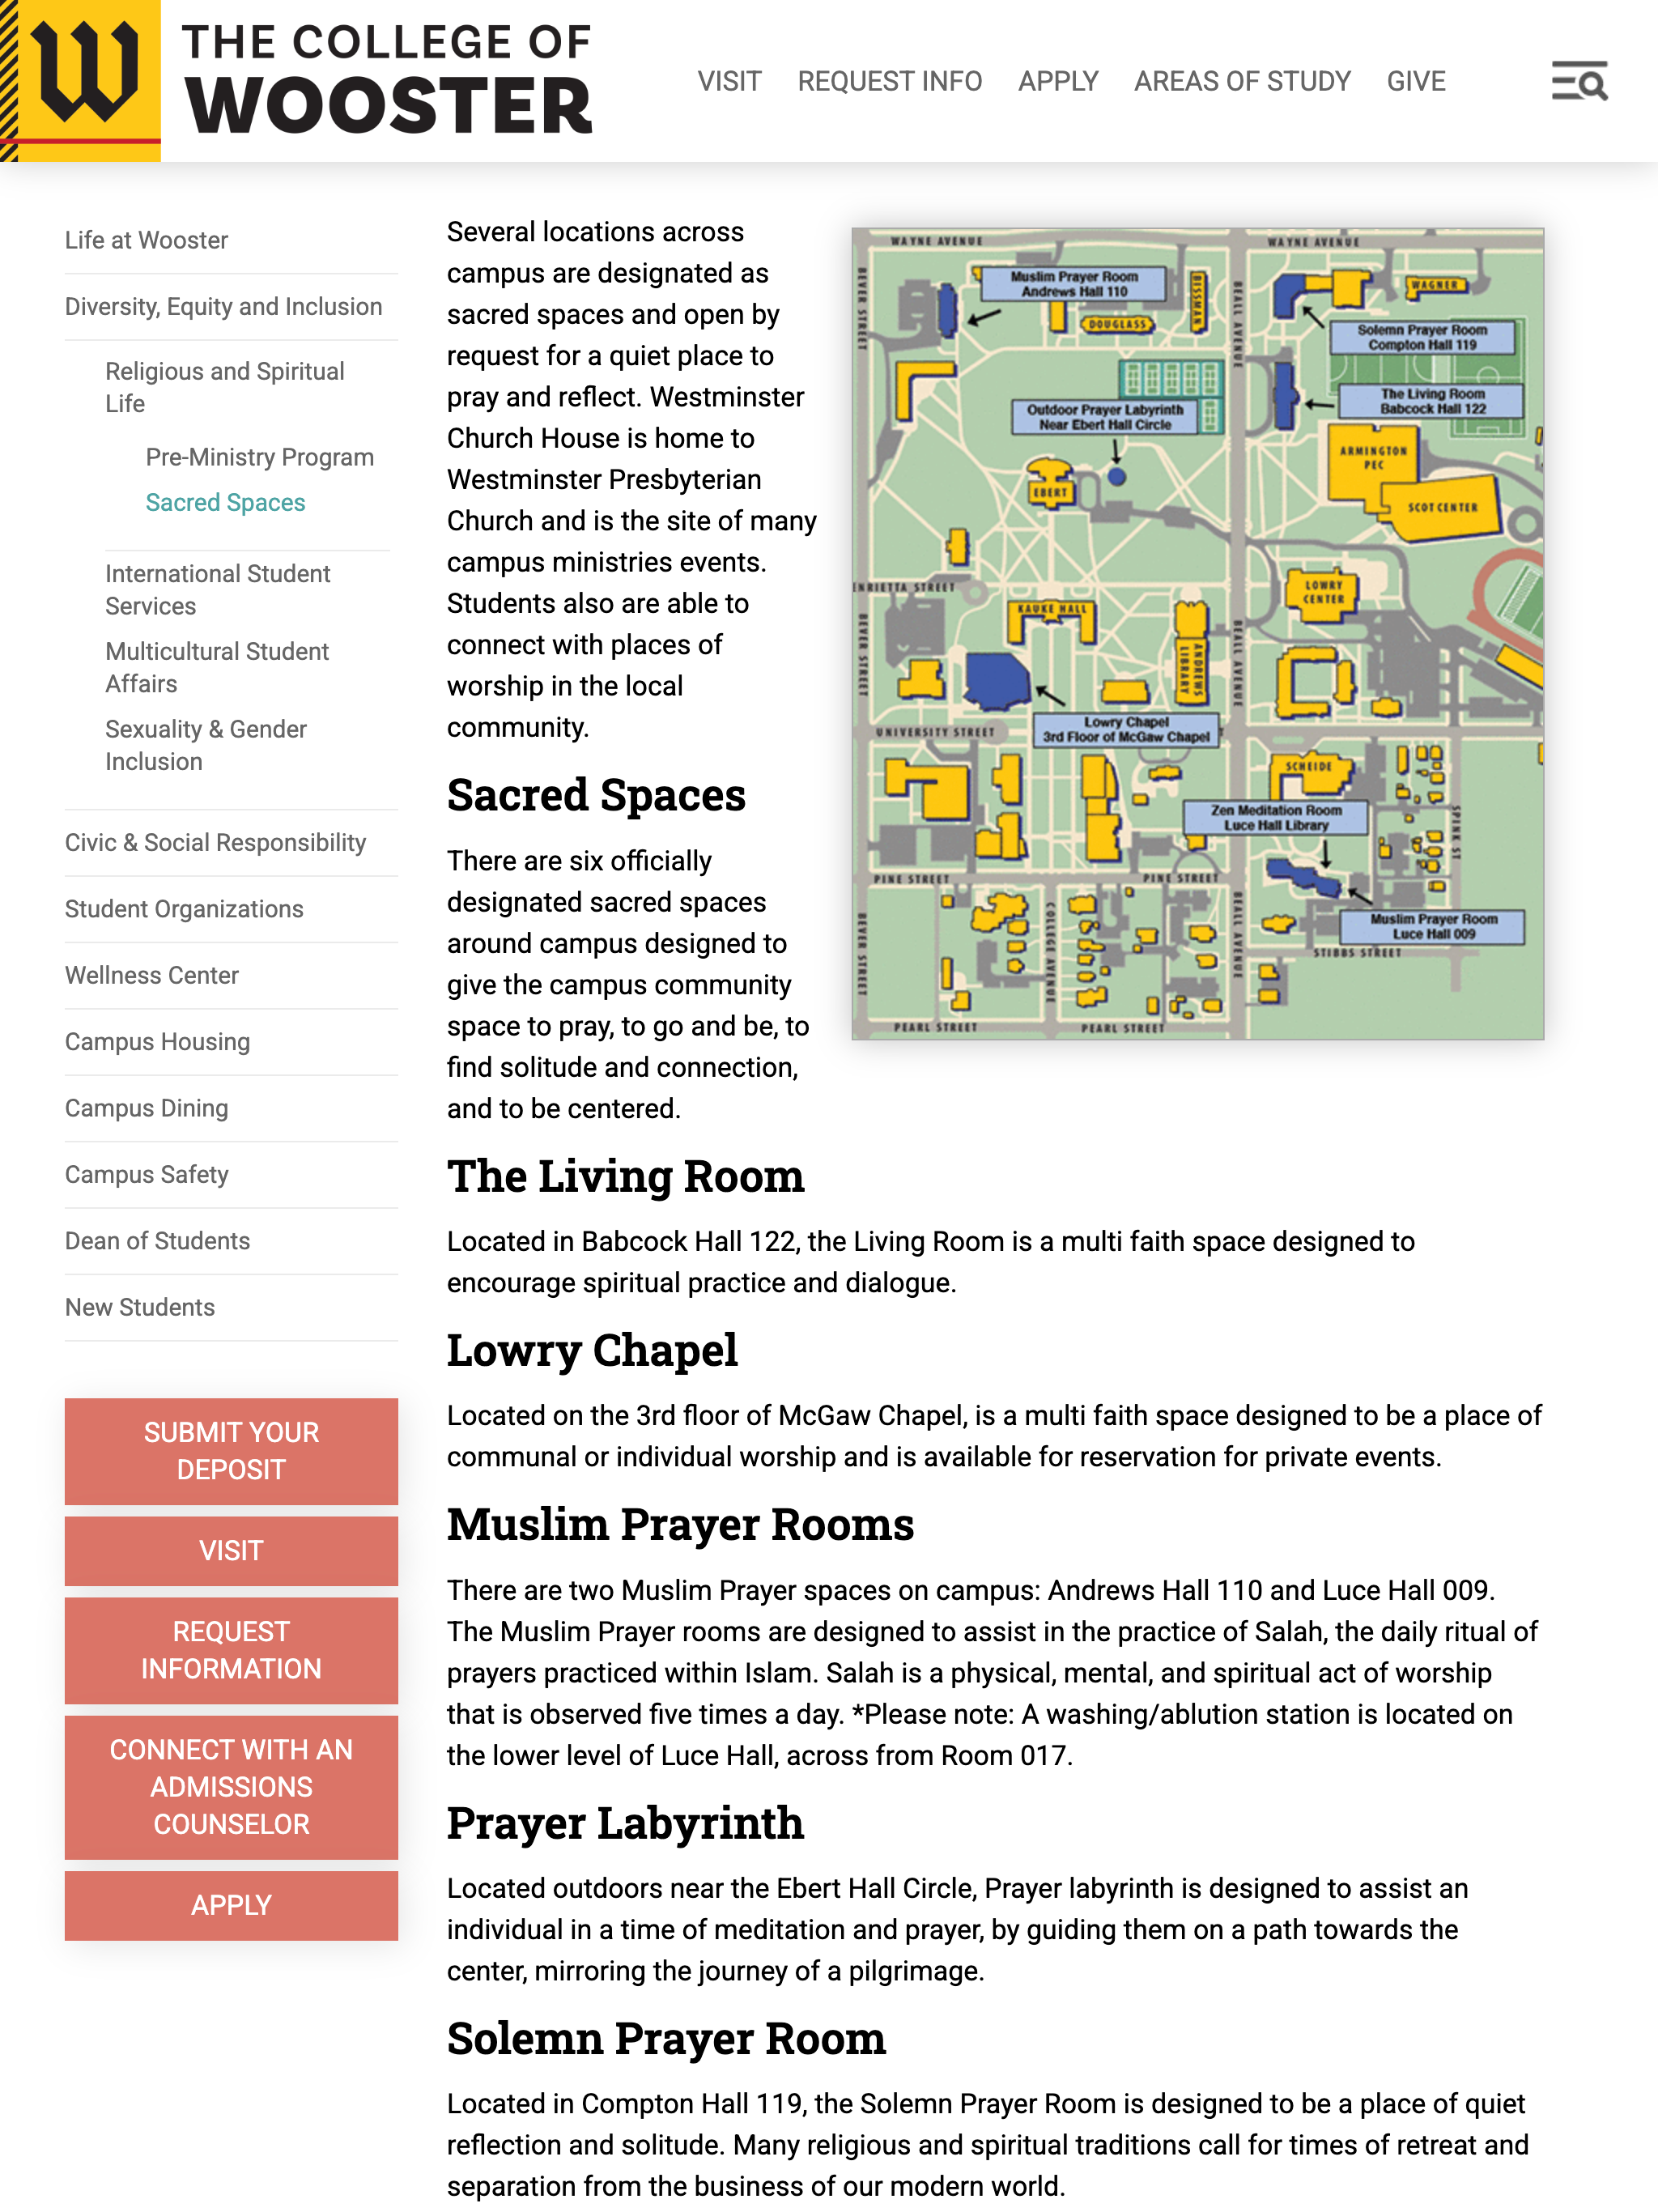 W
THE COLLEGE OF
WOOSTER
VISIT
REQUEST INFO
APPLY
AREAS OF STUDY
GIVE
Life at Wooster
Diversity, Equity and Inclusion
Religious and Spiritual
Life
Pre-Ministry Program
Sacred Spaces
International Student
Services
Multicultural Student
Affairs
Sexuality & Gender
Inclusion
Civic & Social Responsibility
Student Organizations
Wellness Center
Campus Housing
Campus Dining
Campus Safety
Dean of Students
New Students
SUBMIT YOUR
DEPOSIT
VISIT
REQUEST
INFORMATION
CONNECT WITH AN
ADMISSIONS
COUNSELOR
APPLY
Several locations across
campus are designated as
sacred spaces and open by
request for a quiet place to
pray and reflect. Westminster
Church House is home to
Westminster Presbyterian
Church and is the site of many
campus ministries events.
Students also are able to
connect with places of
worship in the local
community.
WAYNE AVENUE
WAYNE AVENUE
BEVER STREET
Muslim Prayer Room
Andrews Hall 110
BISSMAN
BEALL AVENUE
WAGNER
DOUGLASS
Solemn Prayer Room
Compton Hall 119
The Living Room
Babcock Hall 122
Outdoor Prayer Labyrinth
Near Ebert Hall Circle
ARMINGTON
PEC
EBERT
SCOT CENTER
ENRIETTA STREET
LOWRY
CENTER
KAUKE HALL
BEVER STREET
ANDREWS
LIBRARY
BEALL AVENUE
Lowry Chapel
3rd Floor of McGaw Chapel
UNIVERSITY STREET
SCHEIDE
Zen Meditation Room
Luce Hall Library
SPINK ST
PINE STREET
PINE STREET
BEVER STREET
COLLEGE AVENUE
BEALL AVENUE
Muslim Prayer Room
Luce Hall 009
STIBBS STREET
PEARL STREET
PEARL STREET
Sacred Spaces
There are six officially
designated sacred spaces
around campus designed to
give the campus community
space to pray, to go and be, to
find solitude and connection,
and to be centered.
The Living Room
Located in Babcock Hall 122, the Living Room is a multi faith space designed to
encourage spiritual practice and dialogue.
Lowry Chapel
Located on the 3rd floor of McGaw Chapel, is a multi faith space designed to be a place of
communal or individual worship and is available for reservation for private events.
Muslim Prayer Rooms
There are two Muslim Prayer spaces on campus: Andrews Hall 110 and Luce Hall 009.
The Muslim Prayer rooms are designed to assist in the practice of Salah, the daily ritual of
prayers practiced within Islam. Salah is a physical, mental, and spiritual act of worship
that is observed five times a day. *Please note: A washing/ablution station is located on
the lower level of Luce Hall, across from Room 017.
Prayer Labyrinth
Located outdoors near the Ebert Hall Circle, Prayer labyrinth is designed to assist an
individual in a time of meditation and prayer, by guiding them on a path towards the
center, mirroring the journey of a pilgrimage.
Solemn Prayer Room
Located in Compton Hall 119, the Solemn Prayer Room is designed to be a place of quiet
reflection and solitude. Many religious and spiritual traditions call for times of retreat and
separation from the business of our modern world.